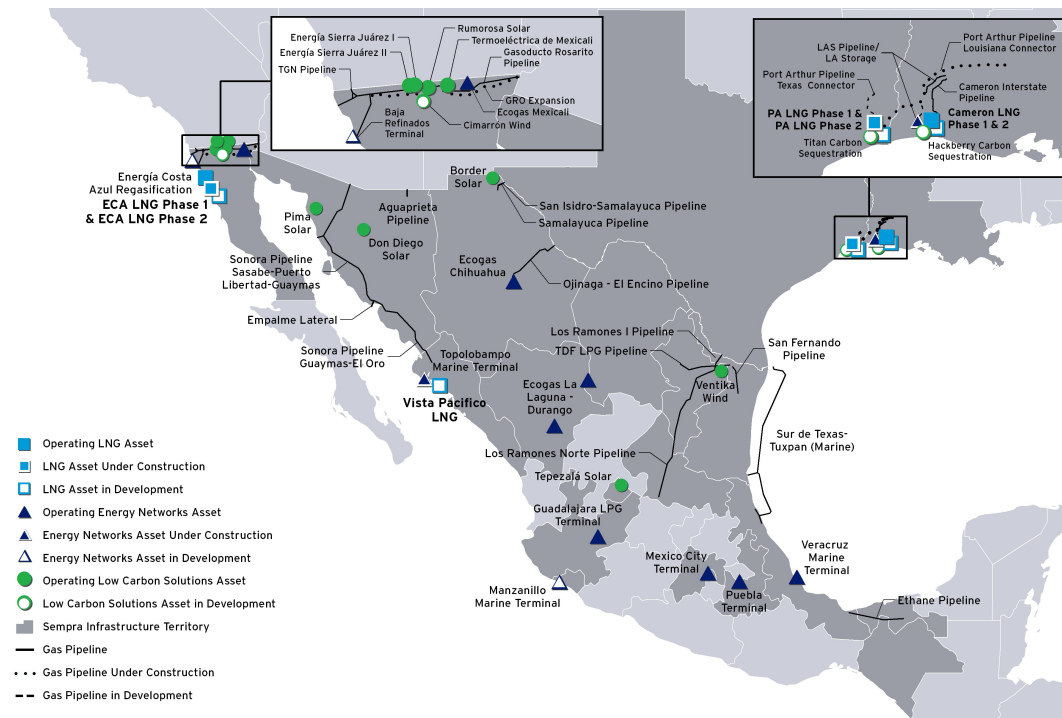 Energía Sierra Juárez I
Rumorosa Solar
Energía Sierra Juárez II
Termoeléctrica de Mexicali
Gasoducto Rosarito
Pipeline
TGN Pipeline
Baja
Refinados
Terminal
GRO Expansion
Ecogas Mexicali
Cimarron Wind
Port Arthur Pipeline
Louisiana Connector
LAS Pipeline/
LA Storage
Port Arthur Pipeline
Texas Connector
Cameron Interstate
Pipeline
PA LNG Phase 1 &
PA LNG Phase 2
Cameron LNG
Phase 1 & 2
Titan Carbon
Sequestration
Hackberry Carbon
Sequestration
Energía Costa
Azul Regasification
ECA LNG Phase 1
& ECA LNG Phase 2
Border
Solar
Pima
Solar
Aguaprieta
Pipeline
San Isidro-Samalayuca Pipeline
Samalayuca Pipeline
Don Diego
Solar
Sonora Pipeline
Sasabe-Puerto
Libertad-Guaymas
Ecogas
Chihuahua
Ojinaga - El Encino Pipeline
Empalme Lateral
Los Ramones I Pipeline
San Fernando
Pipeline
Sonora Pipeline
Guaymas-El Oro
Topolobampo
Marine Terminal
TDF LPG Pipeline
Ecogas La
Laguna -
Durango
Ventika
Wind
Vista Pacifico
LNG
Sur de Texas-
Tuxpan (Marine)
Los Ramones Norte Pipeline
Tepezalá Solar
Guadalajara LPG
Terminal
Mexico City
Terminal
Veracruz
Marine
Terminal
Manzanillo
Marine Terminal
Puebla
Terminal
Ethane Pipeline
Operating LNG Asset
LNG Asset Under Construction
LNG Asset in Development
Operating Energy Networks Asset
Energy Networks Asset Under Construction
Energy Networks Asset in Development
Operating Low Carbon Solutions Asset
Low Carbon Solutions Asset in Development
Sempra Infrastructure Territory
Gas Pipeline
Gas Pipeline Under Construction
Gas Pipeline in Development